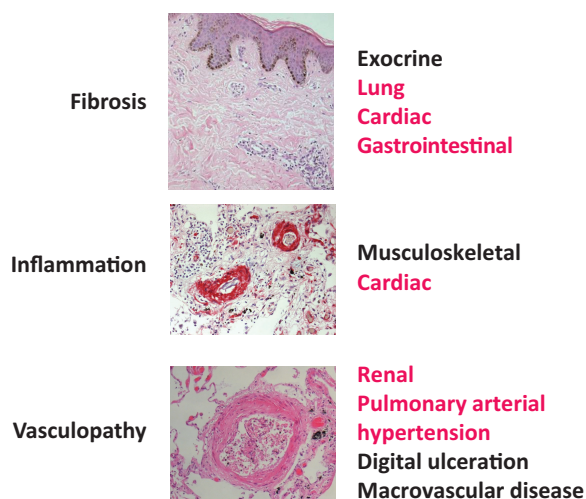 Fibrosis
Exocrine
Lung
Cardiac
Gastrointestinal
Inflammation
Musculoskeletal
Cardiac
Vasculopathy
Renal
Pulmonary arterial
hypertension
Digital ulceration
Macrovascular disease